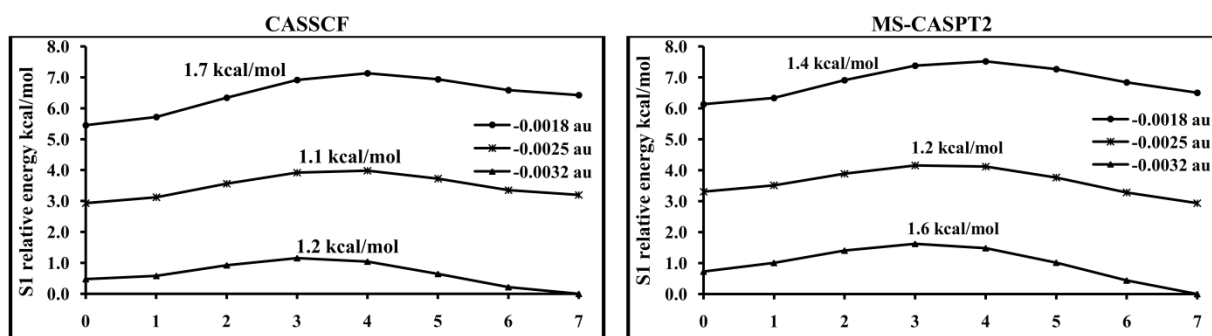 CASSCF
S1 relative energy kcal/mol
8.0
7.0
6.0
5.0
4.0
3.0
2.0
1.0
0.0
1.7 kcal/mol
1.1 kcal/mol
1.2 kcal/mol
-0.0018 au
-0.0025 au
-0.0032 au
0 1 2 3 4 5 6 7
MS-CASPT2
S1 relative energy kcal/mol
8.0
7.0
6.0
5.0
4.0
3.0
2.0
1.0
0.0
1.4 kcal/mol
1.2 kcal/mol
1.6 kcal/mol
-0.0018 au
-0.0025 au
-0.0032 au
0 1 2 3 4 5 6 7